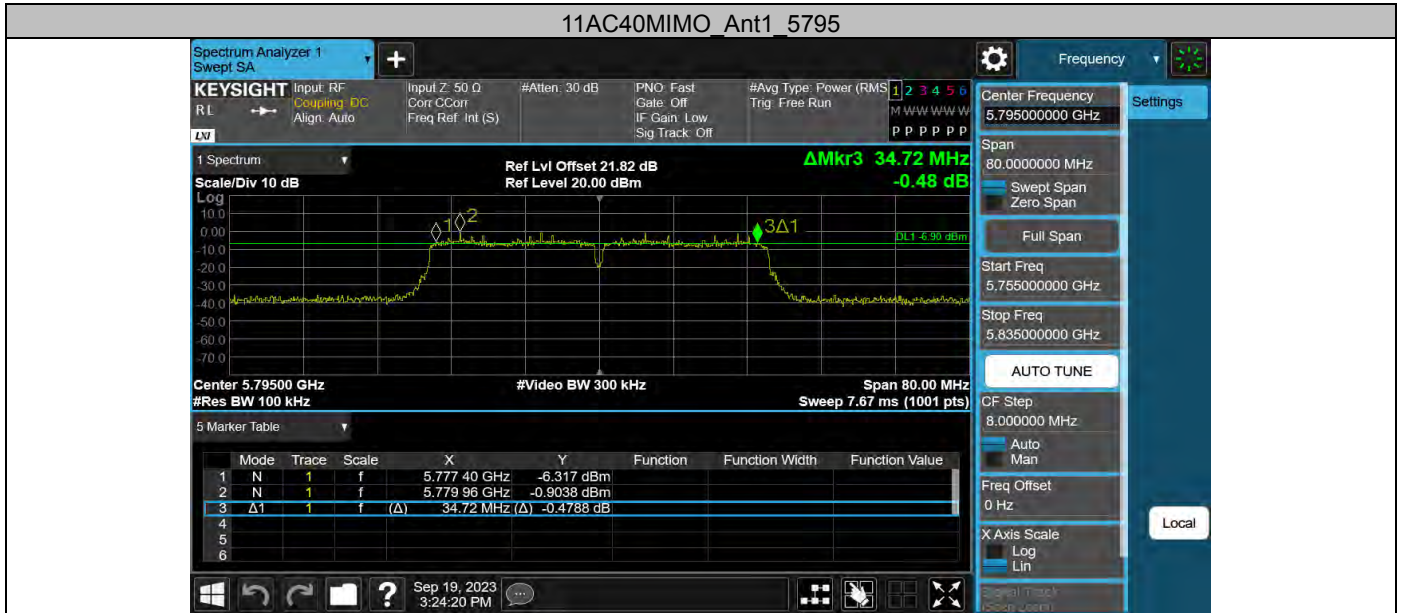 11AC40MIMO_Ant1_5795
Spectrum Analyzer 1
Swept SA
+
Frequency
KEYSIGHT
RL
LXI
Input: RF
Coupling: DC
Align: Auto
Input Z: 50 Ω
Corr CCorr
Freq Ref: Int (S)
#Atten: 30 dB
PNO: Fast
Gate: Off
IF Gain: Low
Sig Track: Off
#Avg Type: Power (RMS
Trig: Free Run
1 2 3 4 5 6
M W W W W W
P P P P P P
1 Spectrum
Scale/Div 10 dB
Ref Lvl Offset 21.82 dB
Ref Level 20.00 dBm
ΔMkr3 34.72 MHz
-0.48 dB
Log
10.0
0.00
-10.0
-20.0
-30.0
-40.0
-50.0
-60.0
-70.0
1
2
3Δ1
DL1 -6.90 dBm
Center 5.79500 GHz
#Res BW 100 kHz
#Video BW 300 kHz
Span 80.00 MHz
Sweep 7.67 ms (1001 pts)
5 Marker Table
Mode Trace Scale X Y Function Function Width Function Value
1 N 1 f 5.777 40 GHz -6.317 dBm
2 N 1 f 5.779 96 GHz -0.9038 dBm
3 Δ1 1 f (Δ) 34.72 MHz (Δ) -0.4788 dB
4
5
6
?
Sep 19, 2023
3:24:20 PM
Center Frequency
5.795000000 GHz
Span
80.0000000 MHz
Swept Span
Zero Span
Full Span
Start Freq
5.755000000 GHz
Stop Freq
5.835000000 GHz
AUTO TUNE
CF Step
8.000000 MHz
Auto
Man
Freq Offset
0 Hz
X Axis Scale
Log
Lin
Signal Track
(Span Zoom)
Settings
Local